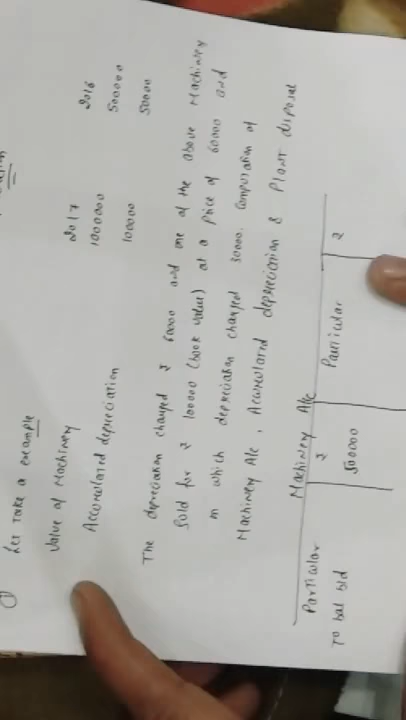 ① Let Take a example
2017 2016
Value of Machinery 1000000 500000
Accumulated depreciation 100000 50000
The depreciation charged ₹ 60000 and one of the above Machinery
Sold for ₹ 100000 (book value) at a price of 60000 and
in which depreciation charged 30000. Computation of
Machinery A/c, Accumulated depreciation & Plant disposal
Machinery A/c
Particular ₹ Particular ₹
To bal b/d 500000